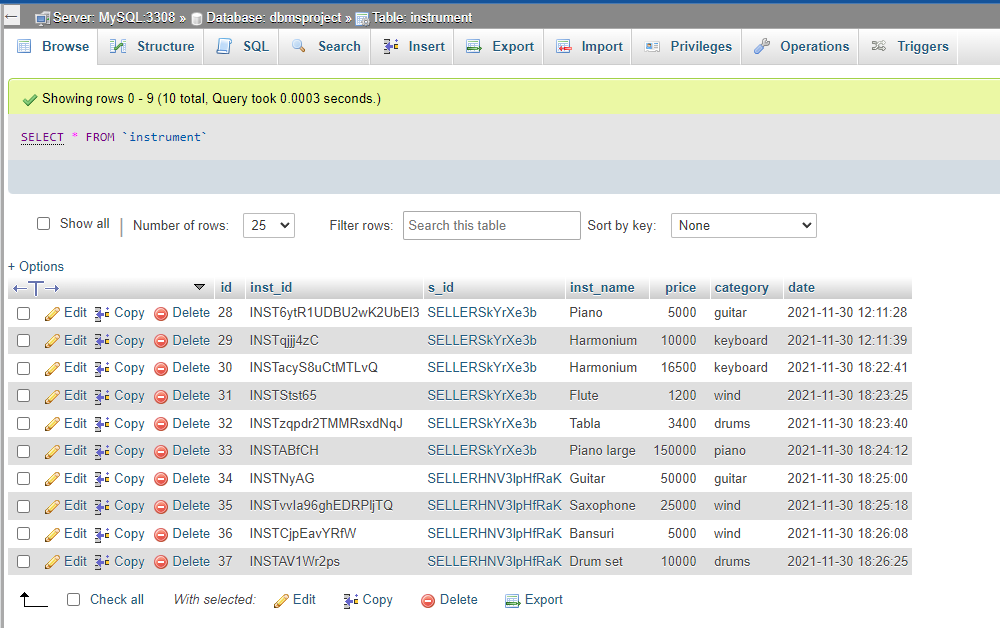 Server: MySQL:3308 » Database: dbmsproject » Table: instrument
Browse Structure SQL Search Insert Export Import Privileges Operations Triggers
Showing rows 0 - 9 (10 total, Query took 0.0003 seconds.)
SELECT * FROM `instrument`
Show all | Number of rows: 25 Filter rows: Search this table Sort by key: None
+ Options
←T→ id inst_id s_id inst_name price category date
Edit Copy Delete 28 INST6ytR1UDBU2wK2UbEI3 SELLERSkYrXe3b Piano 5000 guitar 2021-11-30 12:11:28
Edit Copy Delete 29 INSTqjjj4zC SELLERSkYrXe3b Harmonium 10000 keyboard 2021-11-30 12:11:39
Edit Copy Delete 30 INSTacyS8uCtMTLvQ SELLERSkYrXe3b Harmonium 16500 keyboard 2021-11-30 18:22:41
Edit Copy Delete 31 INSTStst65 SELLERSkYrXe3b Flute 1200 wind 2021-11-30 18:23:25
Edit Copy Delete 32 INSTzqpdr2TMMRsxdNqJ SELLERSkYrXe3b Tabla 3400 drums 2021-11-30 18:23:40
Edit Copy Delete 33 INSTABfCH SELLERSkYrXe3b Piano large 150000 piano 2021-11-30 18:24:12
Edit Copy Delete 34 INSTNyAG SELLERHNV3lpHfRaK Guitar 50000 guitar 2021-11-30 18:25:00
Edit Copy Delete 35 INSTvvIa96ghEDRPljTQ SELLERHNV3lpHfRaK Saxophone 25000 wind 2021-11-30 18:25:18
Edit Copy Delete 36 INSTCjpEavYRfW SELLERHNV3lpHfRaK Bansuri 5000 wind 2021-11-30 18:26:08
Edit Copy Delete 37 INSTAV1Wr2ps SELLERHNV3lpHfRaK Drum set 10000 drums 2021-11-30 18:26:25
Check all With selected: Edit Copy Delete Export